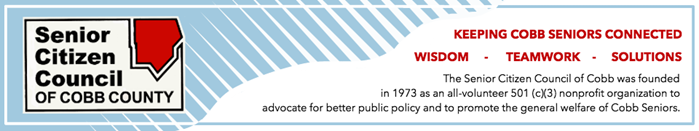 Senior
Citizen
Council
OF COBB COUNTY
KEEPING COBB SENIORS CONNECTED
WISDOM - TEAMWORK - SOLUTIONS
The Senior Citizen Council of Cobb was founded
in 1973 as an all-volunteer 501 (c)(3) nonprofit organization to
advocate for better public policy and to promote the general welfare of Cobb Seniors.